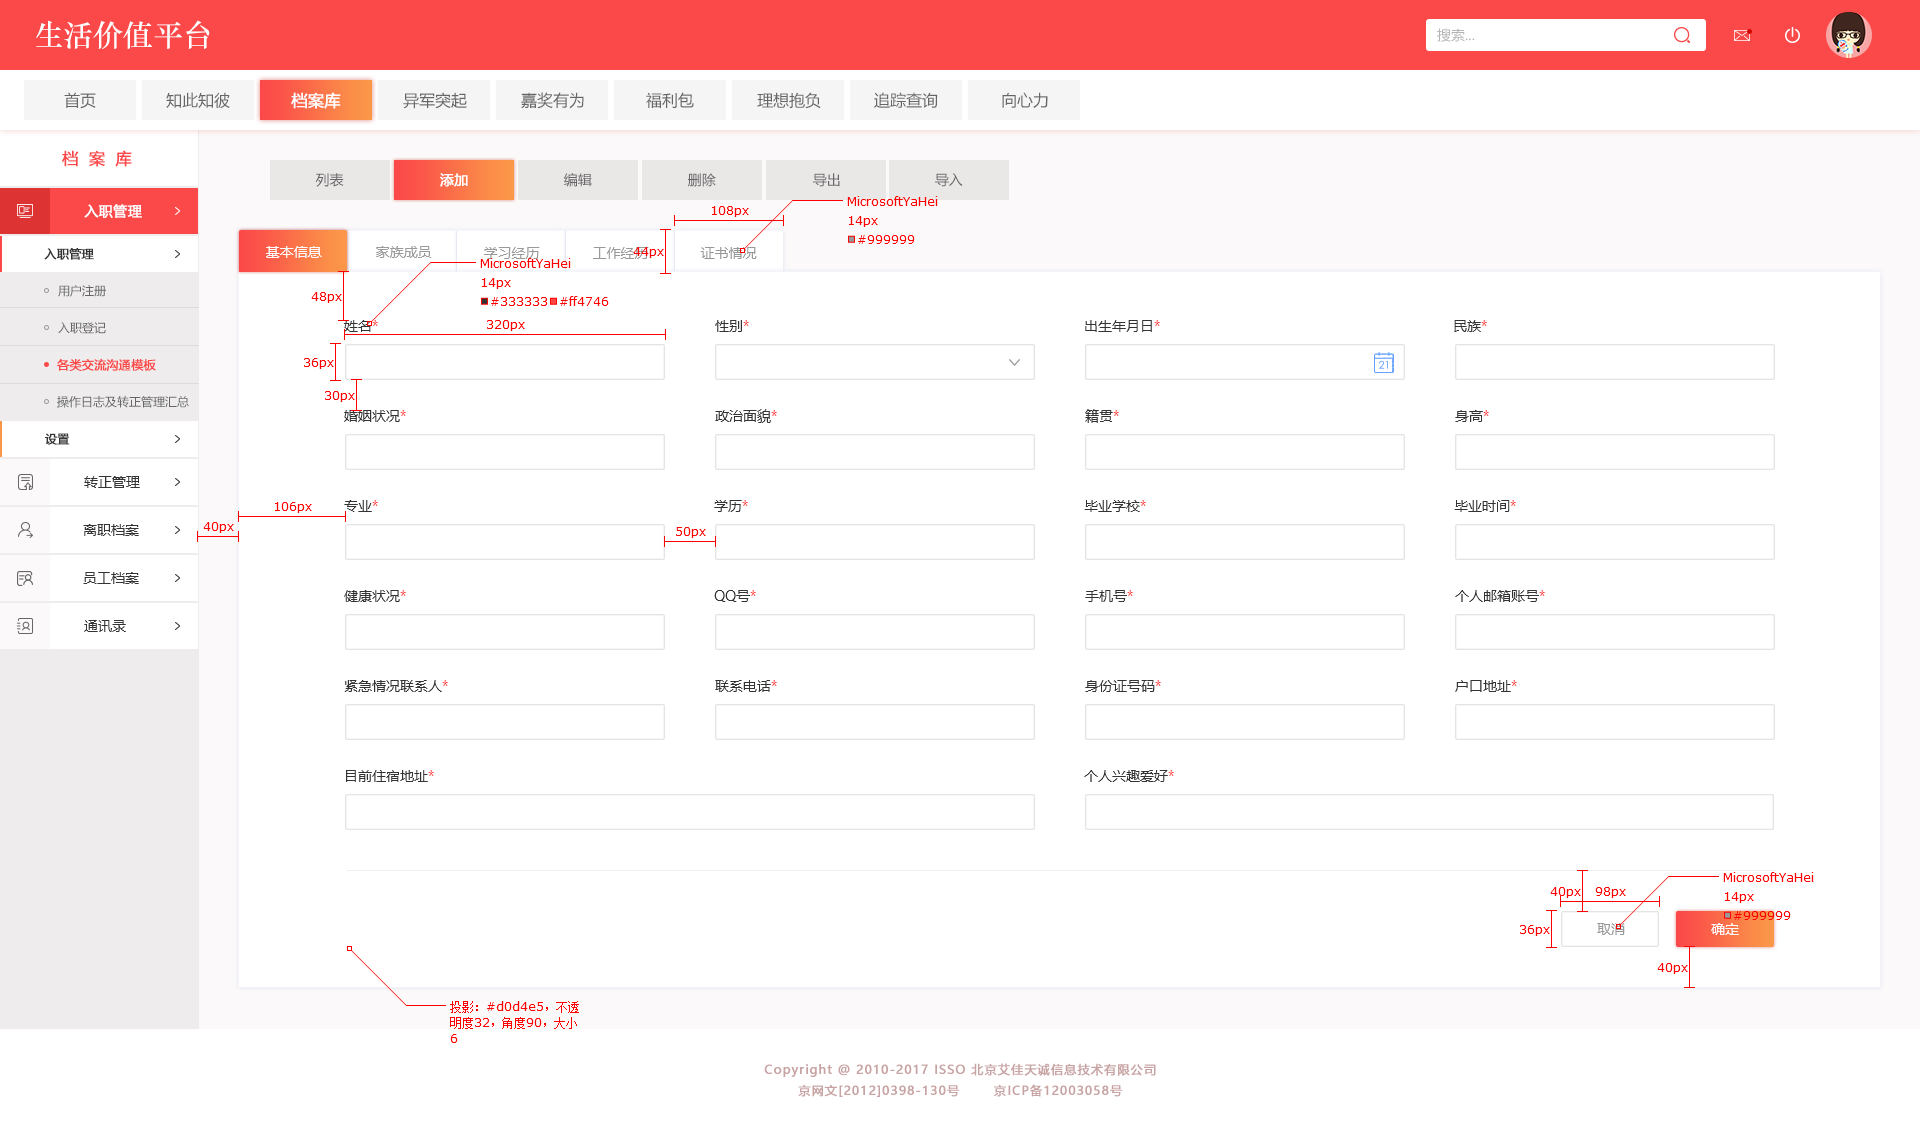 生活价值平台
搜索...
首页
知此知彼
档案库
异军突起
嘉奖有为
福利包
理想抱负
追踪查询
向心力
档 案 库
入职管理
入职管理
用户注册
入职登记
各类交流沟通模板
操作日志及转正管理汇总
设置
转正管理
离职档案
员工档案
通讯录
列表
添加
编辑
删除
导出
导入
108px
MicrosoftYaHei
14px
#999999
基本信息
家族成员
学习经历
工作经历
44px
证书情况
MicrosoftYaHei
14px
#333333 #ff4746
48px
320px
姓名*
性别*
出生年月日*
民族*
36px
21
30px
婚姻状况*
政治面貌*
籍贯*
身高*
106px
40px
50px
专业*
学历*
毕业学校*
毕业时间*
健康状况*
QQ号*
手机号*
个人邮箱账号*
紧急情况联系人*
联系电话*
身份证号码*
户口地址*
目前住宿地址*
个人兴趣爱好*
40px
98px
MicrosoftYaHei
14px
#999999
36px
取消
确定
40px
投影：#d0d4e5，不透
明度32，角度90，大小
6
Copyright @ 2010-2017 ISSO 北京艾佳天诚信息技术有限公司
京网文[2012]0398-130号 京ICP备12003058号